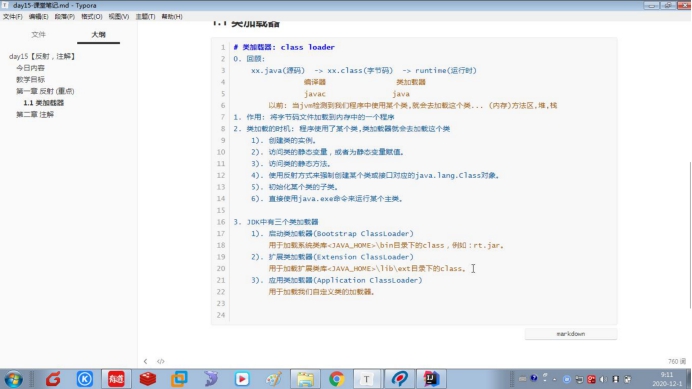 day15-课堂笔记.md - Typora
文件(F) 编辑(E) 段落(P) 格式(O) 视图(V) 主题(T) 帮助(H)
文件 大纲
day15【反射，注解】
今日内容
教学目标
第一章 反射 (重点)
1.1 类加载器
第二章 注解
1.1 类加载器
1 # 类加载器: class loader
2 0. 回顾:
3 xx.java(源码) -> xx.class(字节码) -> runtime(运行时)
4 编译器 类加载器
5 javac java
6 以前: 当jvm检测到我们程序中使用某个类,就会去加载这个类... (内存)方法区,堆,栈
7 1. 作用: 将字节码文件加载到内存中的一个程序
8 2. 类加载的时机: 程序使用了某个类,类加载器就会去加载这个类
9 1). 创建类的实例。
10 2). 访问类的静态变量，或者为静态变量赋值。
11 3). 访问类的静态方法。
12 4). 使用反射方式来强制创建某个类或接口对应的java.lang.Class对象。
13 5). 初始化某个类的子类。
14 6). 直接使用java.exe命令来运行某个主类。
15
16 3. JDK中有三个类加载器
17 1). 启动类加载器(Bootstrap ClassLoader)
18 用于加载系统类库<JAVA_HOME>\bin目录下的class，例如：rt.jar。
19 2). 扩展类加载器(Extension ClassLoader)
20 用于加载扩展类库<JAVA_HOME>\lib\ext目录下的class。
21 3). 应用类加载器(Application ClassLoader)
22 用于加载我们自定义类的加载器。
23
24
markdown
760 词
有道
9:11
2020-12-1